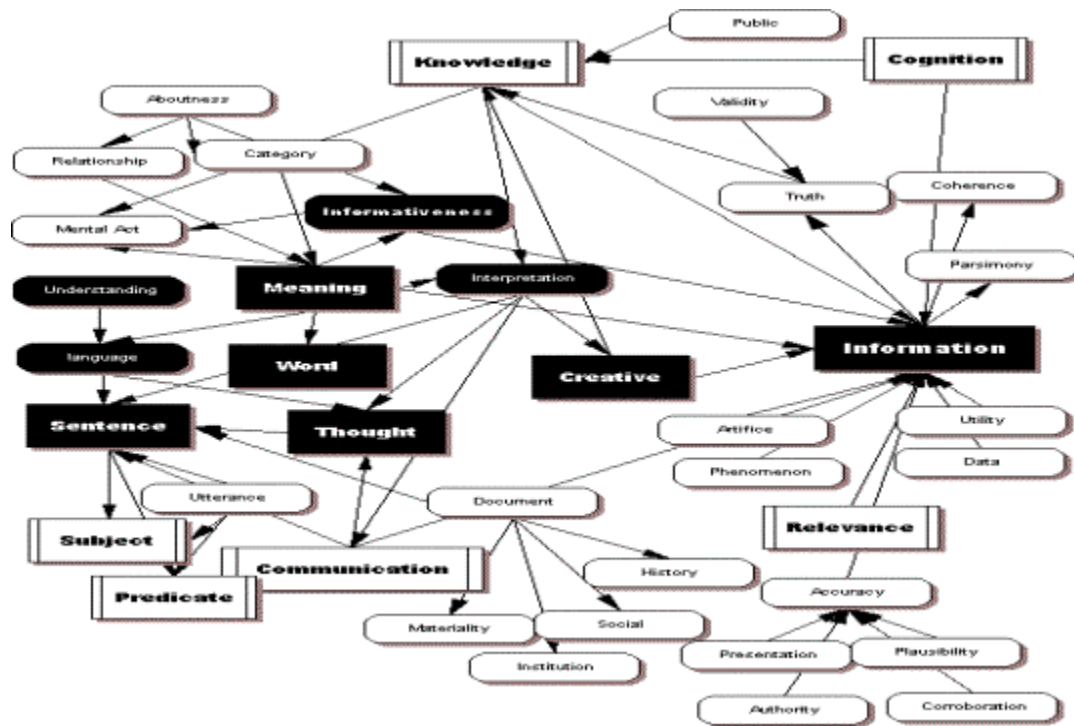 Public
Knowledge
Cognition
Aboutness
Validity
Relationship
Category
Truth
Coherence
Informativeness
Mental Act
Parsimony
Interpretation
Understanding
Meaning
language
Word
Information
Creative
Sentence
Thought
Artifice
Utility
Phenomenon
Data
Utterance
Document
Subject
Relevance
Communication
History
Predicate
Accuracy
Materiality
Social
Institution
Presentation
Plausibility
Authority
Corroboration